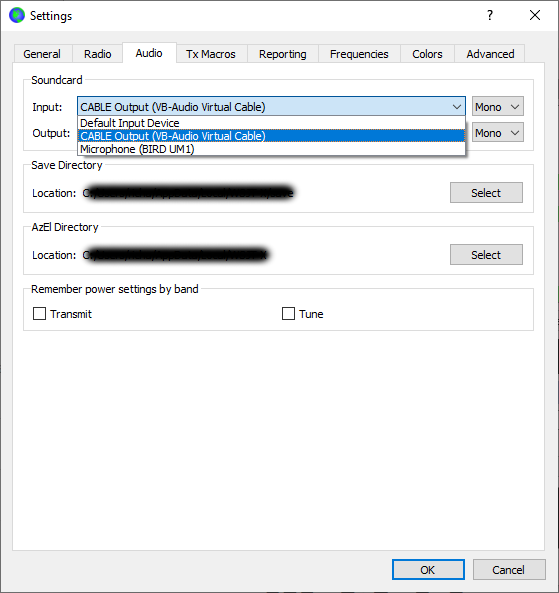 Settings
?
General Radio Audio Tx Macros Reporting Frequencies Colors Advanced
Soundcard
Input: CABLE Output (VB-Audio Virtual Cable) Mono
Default Input Device
Output: CABLE Output (VB-Audio Virtual Cable) Mono
Microphone (BIRD UM1)
Save Directory
Location: Select
AzEl Directory
Location: Select
Remember power settings by band
Transmit Tune
OK Cancel